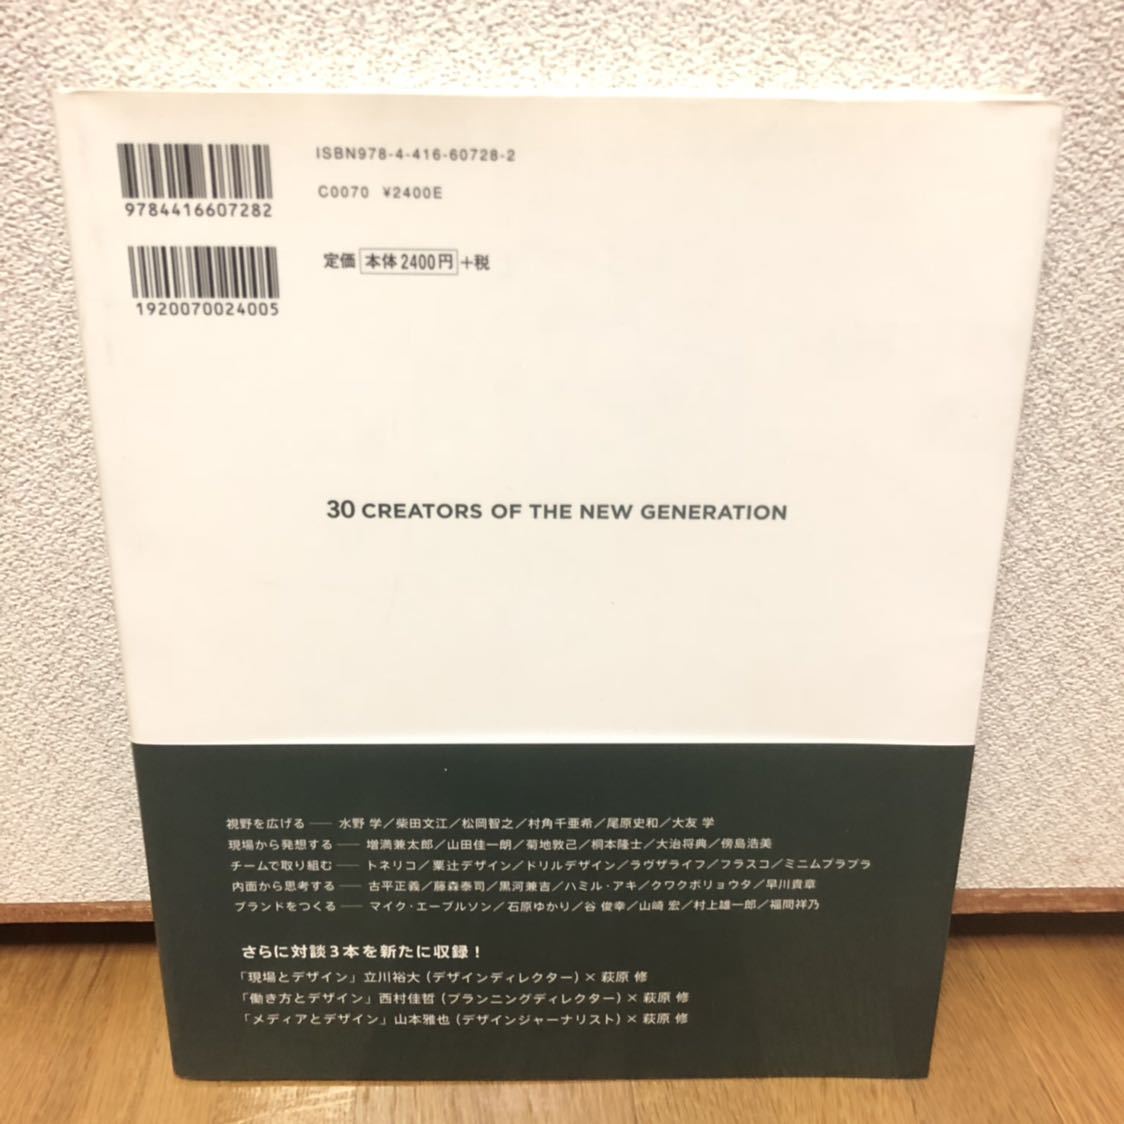 ISBN978-4-416-60728-2
9784416607282
C0070 ¥2400E
定価 本体2400円 +税
1920070024005
30 CREATORS OF THE NEW GENERATION
視野を広げる —— 水野 学／柴田文江／松岡智之／村角千亜希／尾原史和／大友 学
現場から発想する —— 増満兼太郎／山田佳一朗／菊地敦己／桐本隆士／大治将典／傍島浩美
チームで取り組む —— トネリコ／粟辻デザイン／ドリルデザイン／ラヴザライフ／フラスコ／ミニムプラプラ
内面から思考する —— 古平正義／藤森泰司／黒河兼吉／ハミル・アキ／クワクボリョウタ／早川貴章
ブランドをつくる —— マイク・エーブルソン／石原ゆかり／谷 俊幸／山崎 宏／村上雄一郎／福間祥乃
さらに対談3本を新たに収録！
「現場とデザイン」立川裕大（デザインディレクター）× 萩原 修
「働き方とデザイン」西村佳哲（プランニングディレクター）× 萩原 修
「メディアとデザイン」山本雅也（デザインジャーナリスト）× 萩原 修